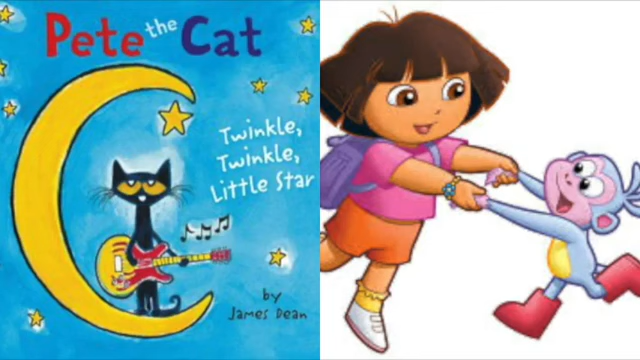 Pete the Cat
Twinkle,
Twinkle,
Little Star
by
James Dean